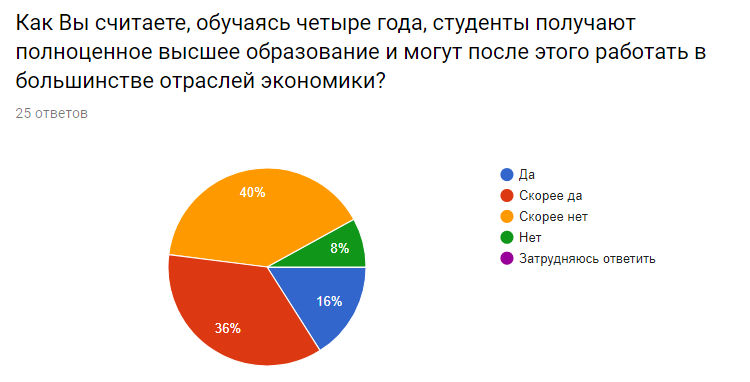 Как Вы считаете, обучаясь четыре года, студенты получают
полноценное высшее образование и могут после этого работать в
большинстве отраслей экономики?
25 ответов
40%
8%
16%
36%
Да
Скорее да
Скорее нет
Нет
Затрудняюсь ответить